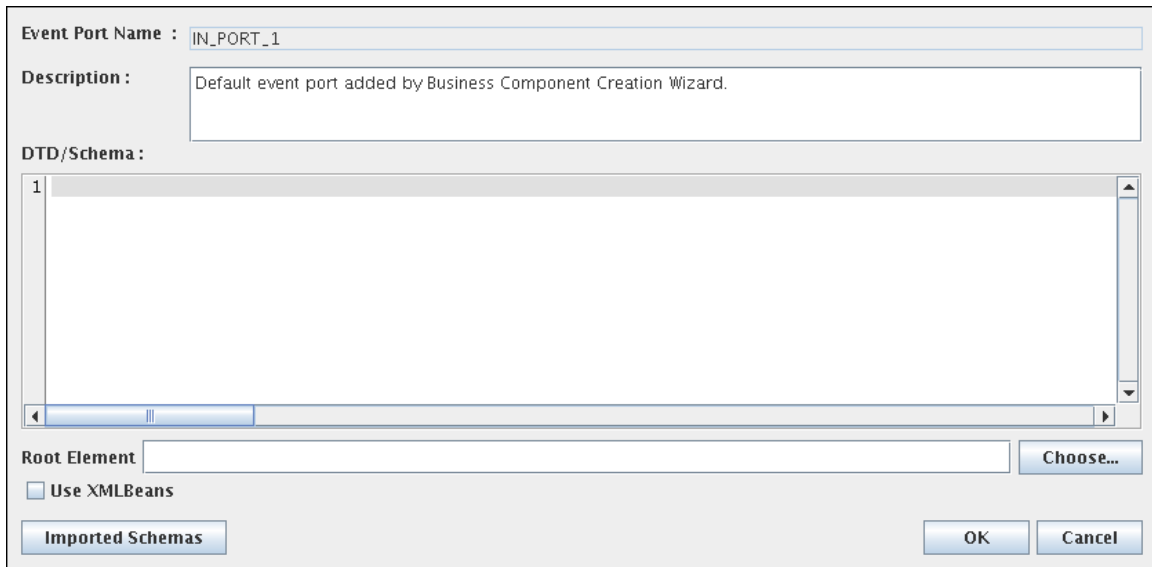 Event Port Name : IN_PORT_1
Description : Default event port added by Business Component Creation Wizard.
DTD/Schema :
1
Root Element Choose...
Use XMLBeans
Imported Schemas OK Cancel